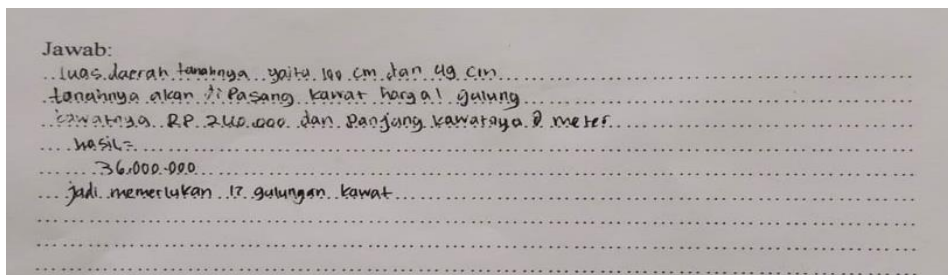 Jawab:
luas daerah tanahnya yaitu 100 cm dan 49 cm
tanahnya akan di Pasang kawat harga 1 gulung
kawatnya RP 240.000 dan Panjang kawatnya 8 meter
hasil =
36.000.000
jadi memerlukan 17 gulungan kawat